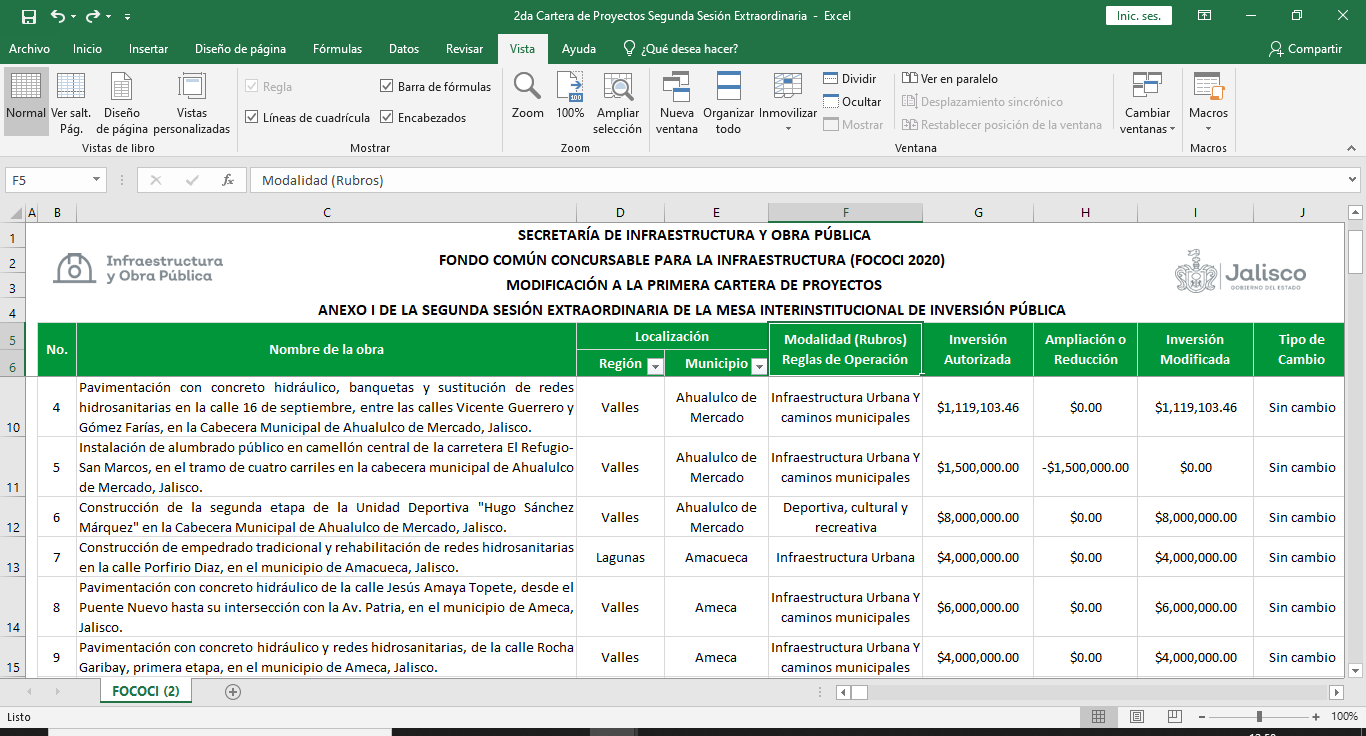 2da Cartera de Proyectos Segunda Sesión Extraordinaria - Excel
Inic. ses.
Archivo Inicio Insertar Diseño de página Fórmulas Datos Revisar Vista Ayuda ¿Qué desea hacer? Compartir
Normal
Ver salt. Pág.
Diseño de página
Vistas personalizadas
Vistas de libro
Regla
Barra de fórmulas
Líneas de cuadrícula
Encabezados
Mostrar
Zoom
100
100%
Ampliar selección
Zoom
Nueva ventana
Organizar todo
Inmovilizar
Dividir
Ocultar
Mostrar
Ver en paralelo
Desplazamiento sincrónico
Restablecer posición de la ventana
Ventana
Cambiar ventanas
Macros
Macros
F5
fx
Modalidad (Rubros)
A B C D E F G H I J
1
2
3
4
5
6
Infraestructura
y Obra Pública
SECRETARÍA DE INFRAESTRUCTURA Y OBRA PÚBLICA
FONDO COMÚN CONCURSABLE PARA LA INFRAESTRUCTURA (FOCOCI 2020)
MODIFICACIÓN A LA PRIMERA CARTERA DE PROYECTOS
ANEXO I DE LA SEGUNDA SESIÓN EXTRAORDINARIA DE LA MESA INTERINSTITUCIONAL DE INVERSIÓN PÚBLICA
Jalisco
GOBIERNO DEL ESTADO
No.
Nombre de la obra
Localización
Región
Municipio
Modalidad (Rubros)
Reglas de Operación
Inversión
Autorizada
Ampliación o
Reducción
Inversión
Modificada
Tipo de
Cambio
10
4
Pavimentación con concreto hidráulico, banquetas y sustitución de redes
hidrosanitarias en la calle 16 de septiembre, entre las calles Vicente Guerrero y
Gómez Farías, en la Cabecera Municipal de Ahualulco de Mercado, Jalisco.
Valles
Ahualulco de
Mercado
Infraestructura Urbana Y
caminos municipales
$1,119,103.46
$0.00
$1,119,103.46
Sin cambio
11
5
Instalación de alumbrado público en camellón central de la carretera El Refugio-
San Marcos, en el tramo de cuatro carriles en la cabecera municipal de Ahualulco
de Mercado, Jalisco.
Valles
Ahualulco de
Mercado
Infraestructura Urbana Y
caminos municipales
$1,500,000.00
-$1,500,000.00
$0.00
Sin cambio
12
6
Construcción de la segunda etapa de la Unidad Deportiva "Hugo Sánchez
Márquez" en la Cabecera Municipal de Ahualulco de Mercado, Jalisco.
Valles
Ahualulco de
Mercado
Deportiva, cultural y
recreativa
$8,000,000.00
$0.00
$8,000,000.00
Sin cambio
13
7
Construcción de empedrado tradicional y rehabilitación de redes hidrosanitarias
en la calle Porfirio Diaz, en el municipio de Amacueca, Jalisco.
Lagunas
Amacueca
Infraestructura Urbana
$4,000,000.00
$0.00
$4,000,000.00
Sin cambio
14
8
Pavimentación con concreto hidráulico de la calle Jesús Amaya Topete, desde el
Puente Nuevo hasta su intersección con la Av. Patria, en el municipio de Ameca,
Jalisco.
Valles
Ameca
Infraestructura Urbana Y
caminos municipales
$6,000,000.00
$0.00
$6,000,000.00
Sin cambio
15
9
Pavimentación con concreto hidráulico y redes hidrosanitarias, de la calle Rocha
Garibay, primera etapa, en el municipio de Ameca, Jalisco.
Valles
Ameca
Infraestructura Urbana Y
caminos municipales
$4,000,000.00
$0.00
$4,000,000.00
Sin cambio
FOCOCI (2)
Listo
100%